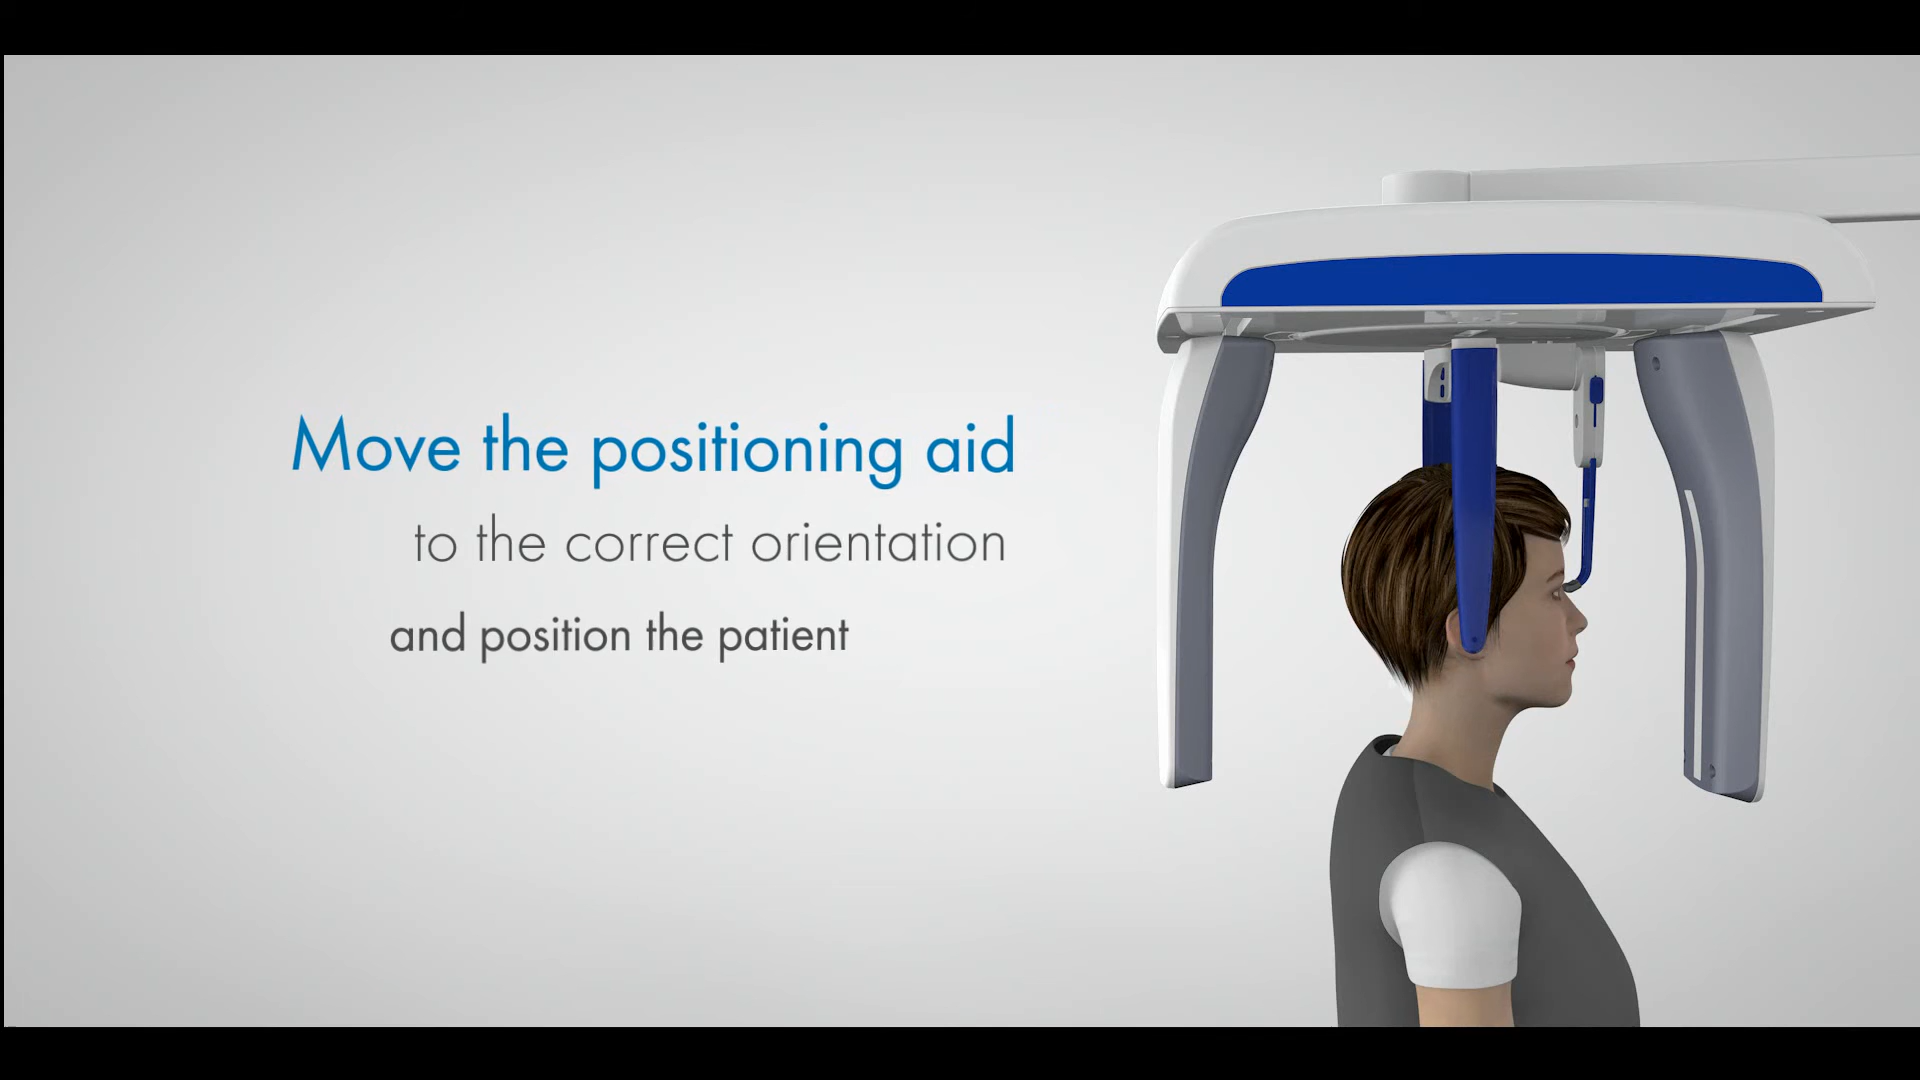 Move the positioning aid
to the correct orientation
and position the patient